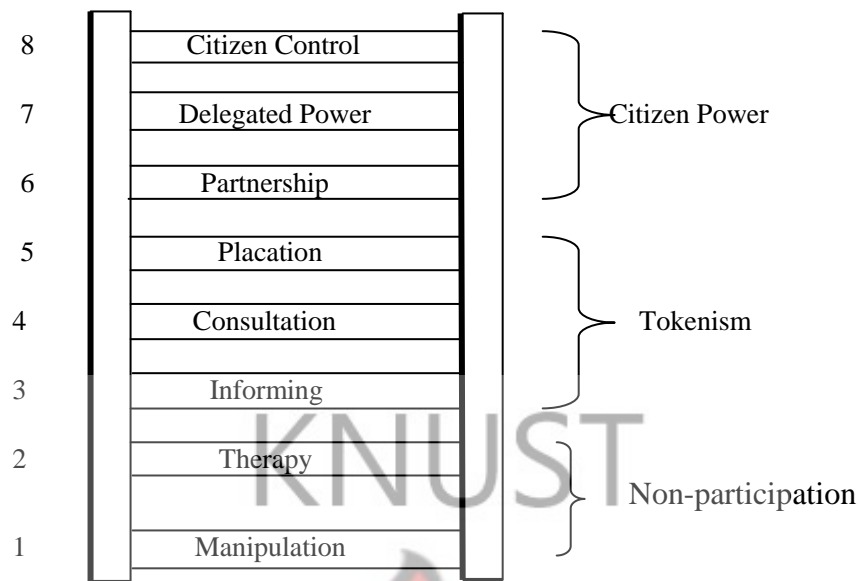 8 Citizen Control
7 Delegated Power Citizen Power
6 Partnership
5 Placation
4 Consultation Tokenism
3 Informing
KNUST
2 Therapy
Non-participation
1 Manipulation